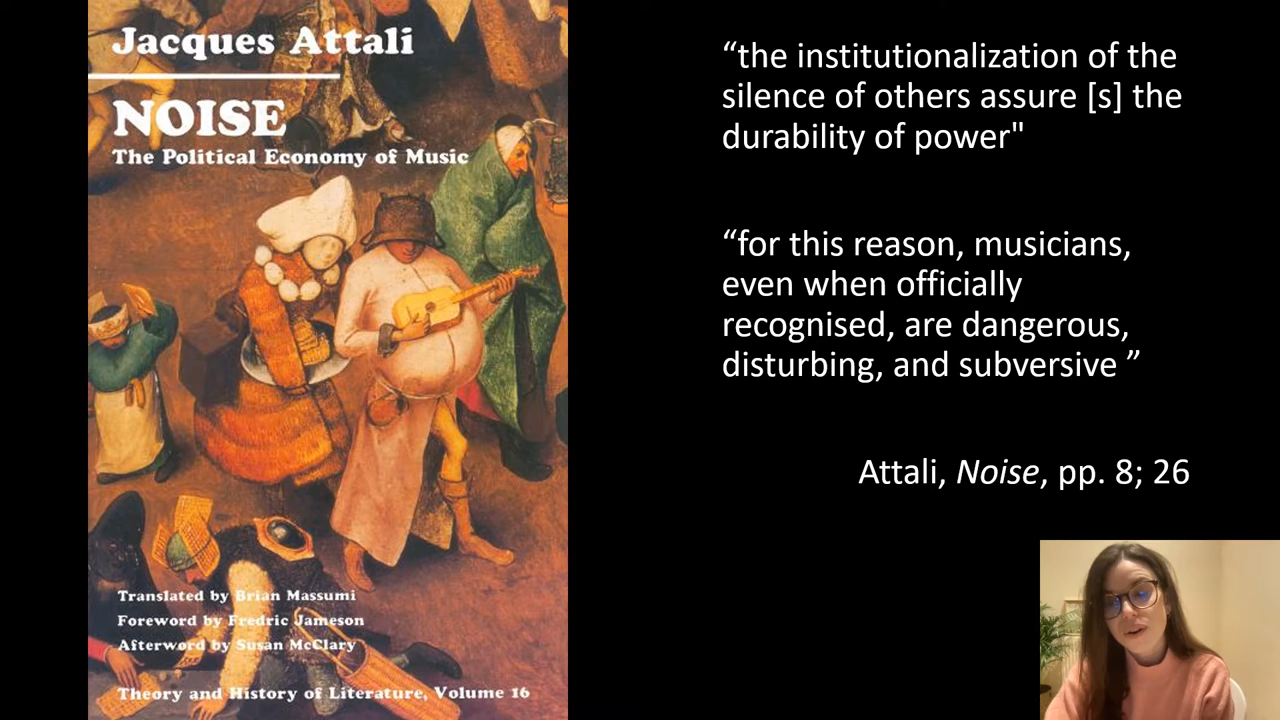 Jacques Attali
NOISE
The Political Economy of Music
Translated by Brian Massumi
Foreword by Fredric Jameson
Afterword by Susan McClary
Theory and History of Literature, Volume 16
“the institutionalization of the
silence of others assure [s] the
durability of power"
“for this reason, musicians,
even when officially
recognised, are dangerous,
disturbing, and subversive ”
Attali, Noise, pp. 8; 26